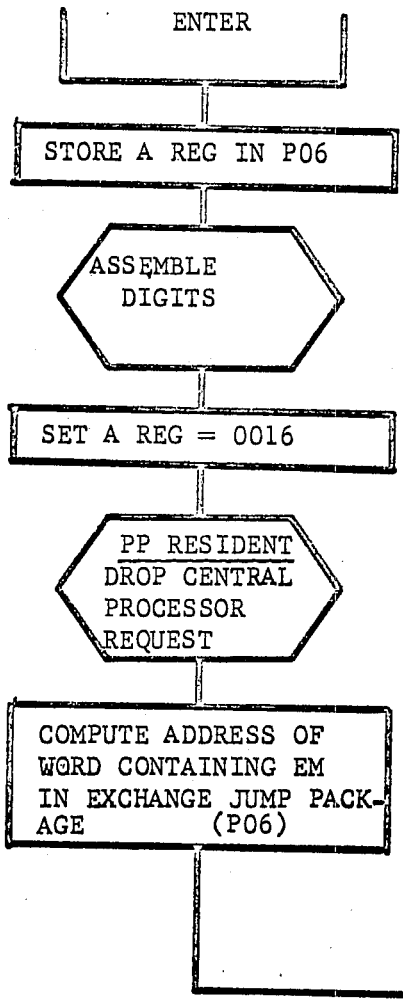 ENTER
STORE A REG IN P06
ASSEMBLE
DIGITS
SET A REG = 0016
PP RESIDENT
DROP CENTRAL
PROCESSOR
REQUEST
COMPUTE ADDRESS OF
WORD CONTAINING EM
IN EXCHANGE JUMP PACK-
AGE (P06)